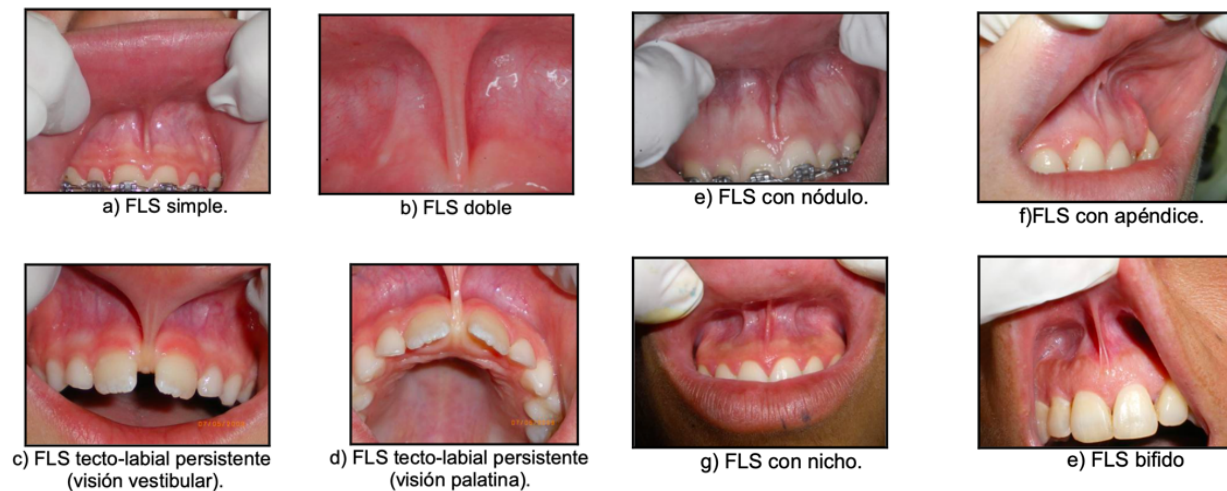 a) FLS simple.
b) FLS doble
e) FLS con nódulo.
f)FLS con apéndice.
c) FLS tecto-labial persistente
(visión vestibular).
d) FLS tecto-labial persistente
(visión palatina).
g) FLS con nicho.
e) FLS bifido